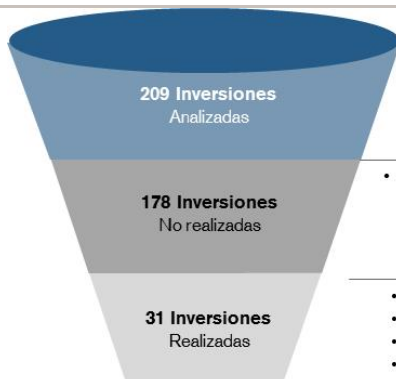 209 Inversiones
Analizadas
178 Inversiones
No realizadas
31 Inversiones
Realizadas